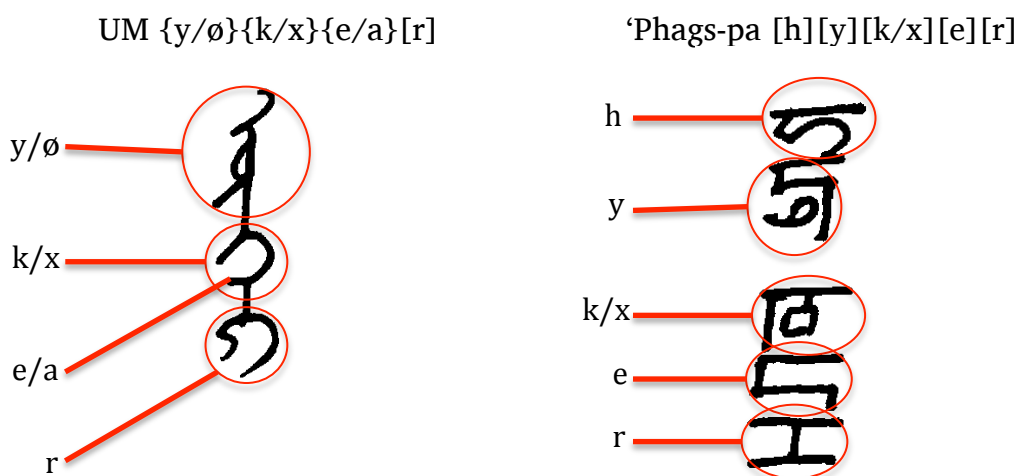 UM {y/ø}{k/x}{e/a}[r]
‘Phags-pa [h][y][k/x][e][r]
y/ø
k/x
e/a
r
h
y
k/x
e
r